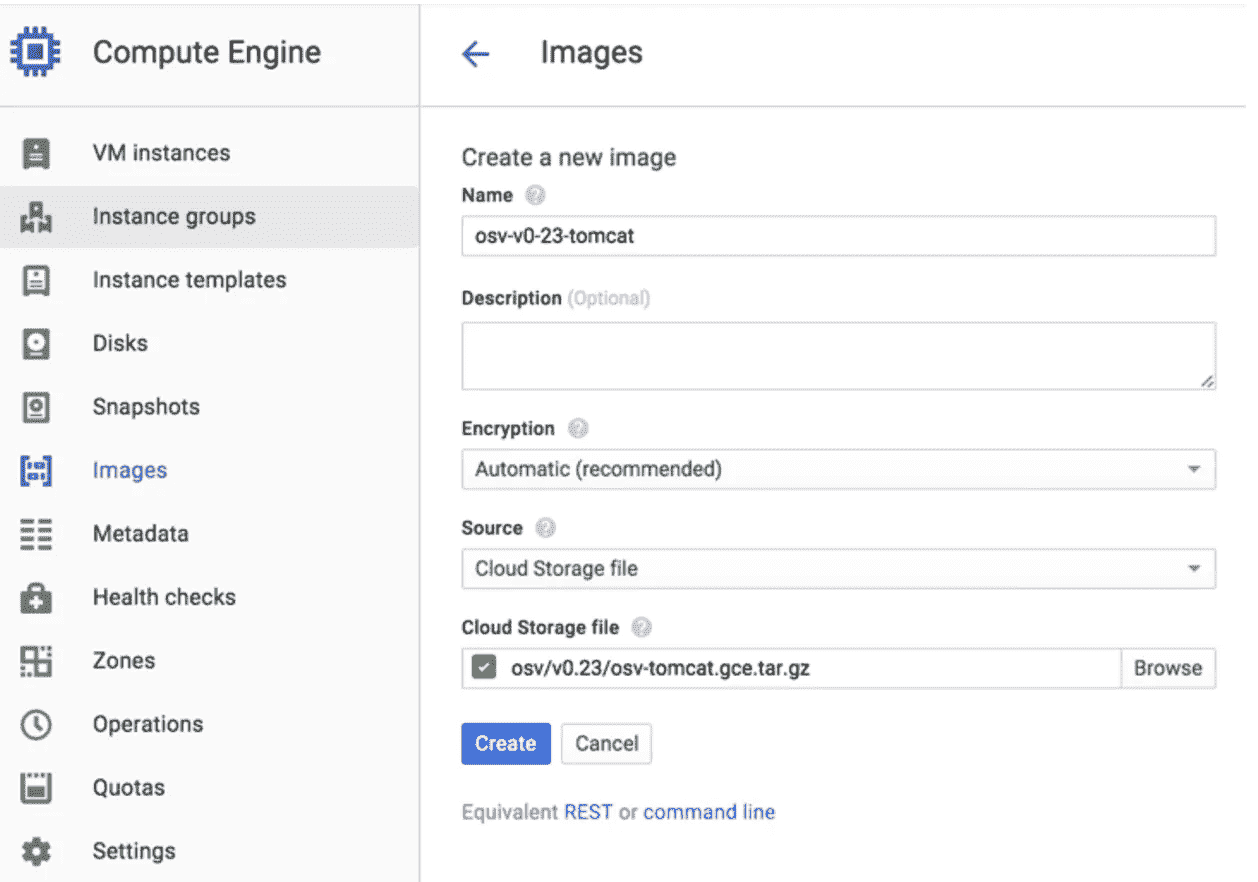 Compute Engine
VM instances
Instance groups
Instance templates
Disks
Snapshots
Images
Metadata
Health checks
Zones
Operations
Quotas
Settings
Images
Create a new image
Name ?
osv-v0-23-tomcat
Description (Optional)
Encryption ?
Automatic (recommended)
Source ?
Cloud Storage file
Cloud Storage file ?
osv/v0.23/osv-tomcat.gce.tar.gz Browse
Create Cancel
Equivalent REST or command line